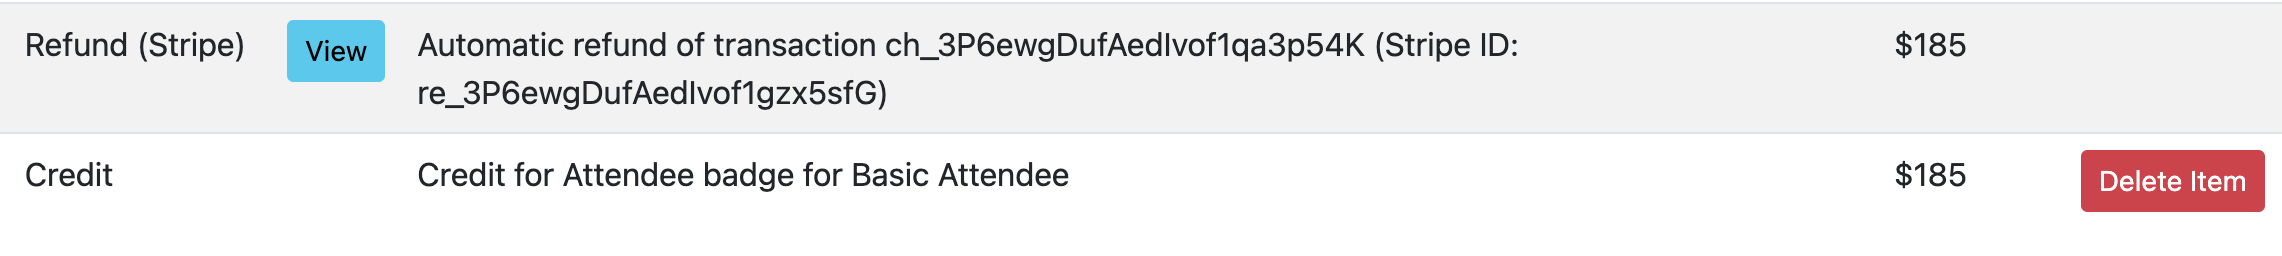 Refund (Stripe) View Automatic refund of transaction ch_3P6ewgDufAedIvof1qa3p54K (Stripe ID: $185
re_3P6ewgDufAedIvof1gzx5sfG)
Credit Credit for Attendee badge for Basic Attendee $185 Delete Item